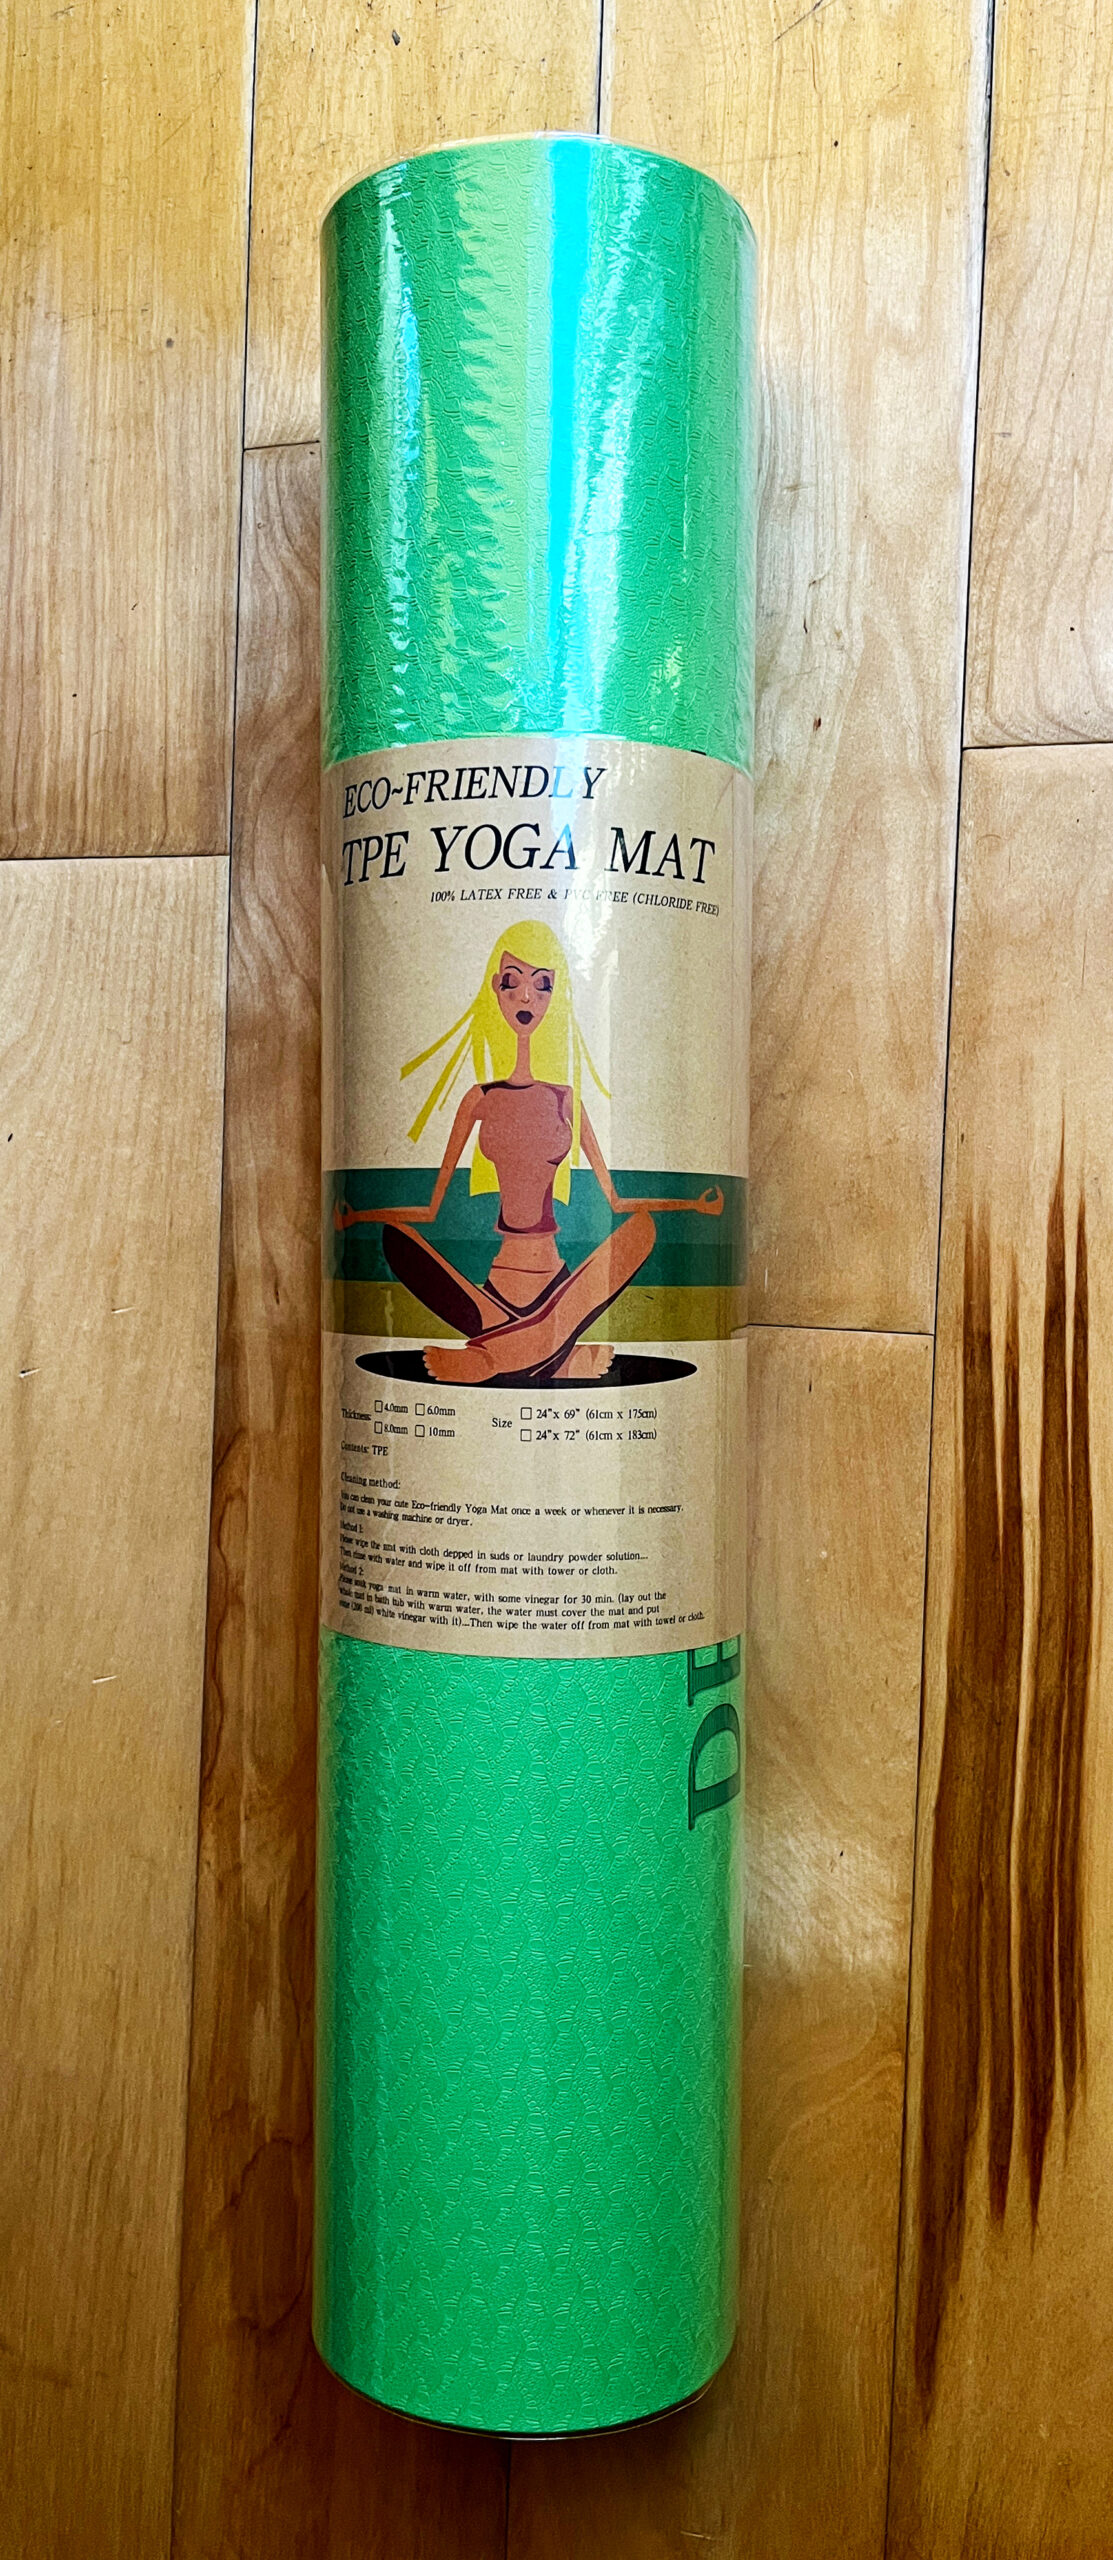 ECO~FRIENDLY
TPE YOGA MAT
100% LATEX FREE & PVC FREE (CHLORIDE FREE)
Thickness: 4.0mm 6.0mm
8.0mm 10mm
Size 24"x 69" (61cm x 175cm)
24"x 72" (61cm x 183cm)
Contents: TPE
Cleaning method:
You can clean your cute Eco-friendly Yoga Mat once a week or whenever it is necessary.
Do not use a washing machine or dryer.
Method 1:
Please wipe the mat with cloth depped in suds or laundry powder solution...
Then rinse with water and wipe it off from mat with tower or cloth.
Method 2:
Please soak yoga mat in warm water, with some vinegar for 30 min. (lay out the
whole mat in bath tub with warm water, the water must cover the mat and put
(200 ml) white vinegar with it)...Then wipe the water off from mat with towel or cloth.
DE